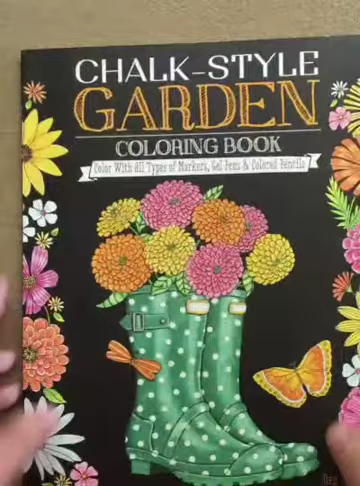 CHALK-STYLE
GARDEN
COLORING BOOK
Color With All Types of Markers, Gel Pens & Colored Pencils